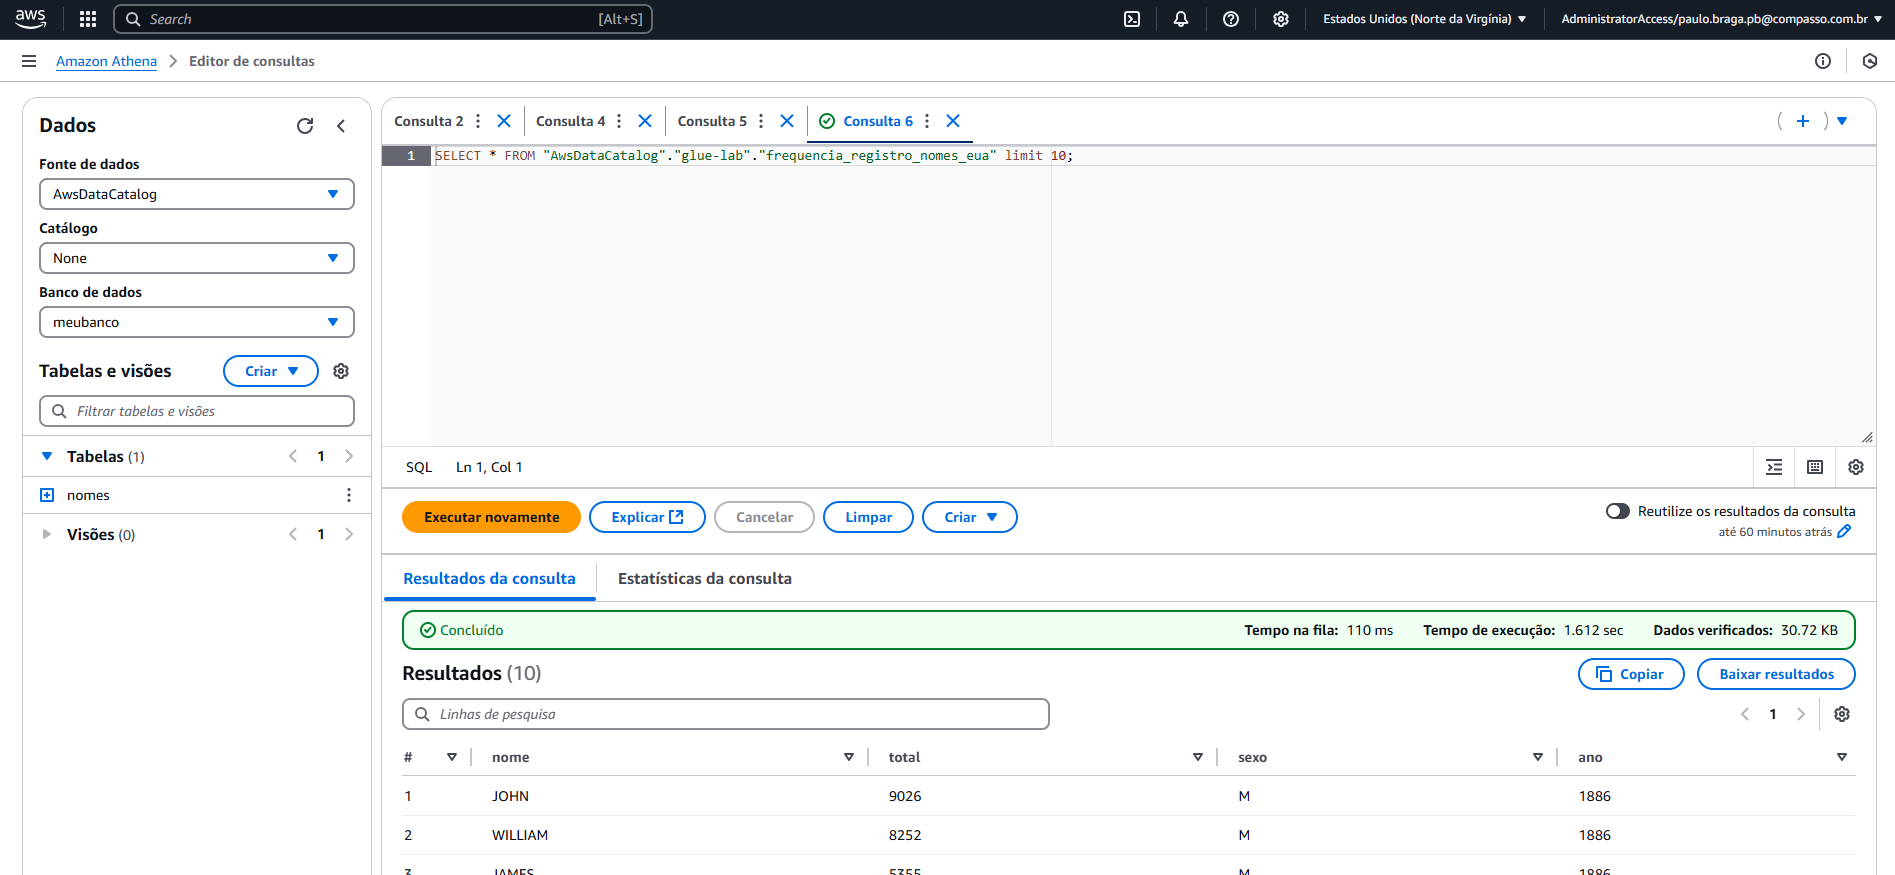 aws
Search [Alt+S]
Estados Unidos (Norte da Virgínia)
AdministratorAccess/paulo.braga.pb@compasso.com.br
Amazon Athena
Editor de consultas
Dados
Fonte de dados
AwsDataCatalog
Catálogo
None
Banco de dados
meubanco
Tabelas e visões
Criar
Filtrar tabelas e visões
Tabelas (1) 1
nomes
Visões (0) 1
Consulta 2 Consulta 4 Consulta 5 Consulta 6
1 SELECT * FROM "AwsDataCatalog"."glue-lab"."frequencia_registro_nomes_eua" limit 10;
SQL Ln 1, Col 1
Executar novamente Explicar Cancelar Limpar Criar
Reutilize os resultados da consulta
até 60 minutos atrás
Resultados da consulta Estatísticas da consulta
Concluído Tempo na fila: 110 ms Tempo de execução: 1.612 sec Dados verificados: 30.72 KB
Resultados (10) Copiar Baixar resultados
Linhas de pesquisa 1
# nome total sexo ano
1 JOHN 9026 M 1886
2 WILLIAM 8252 M 1886
3 JAMES 5355 M 1886